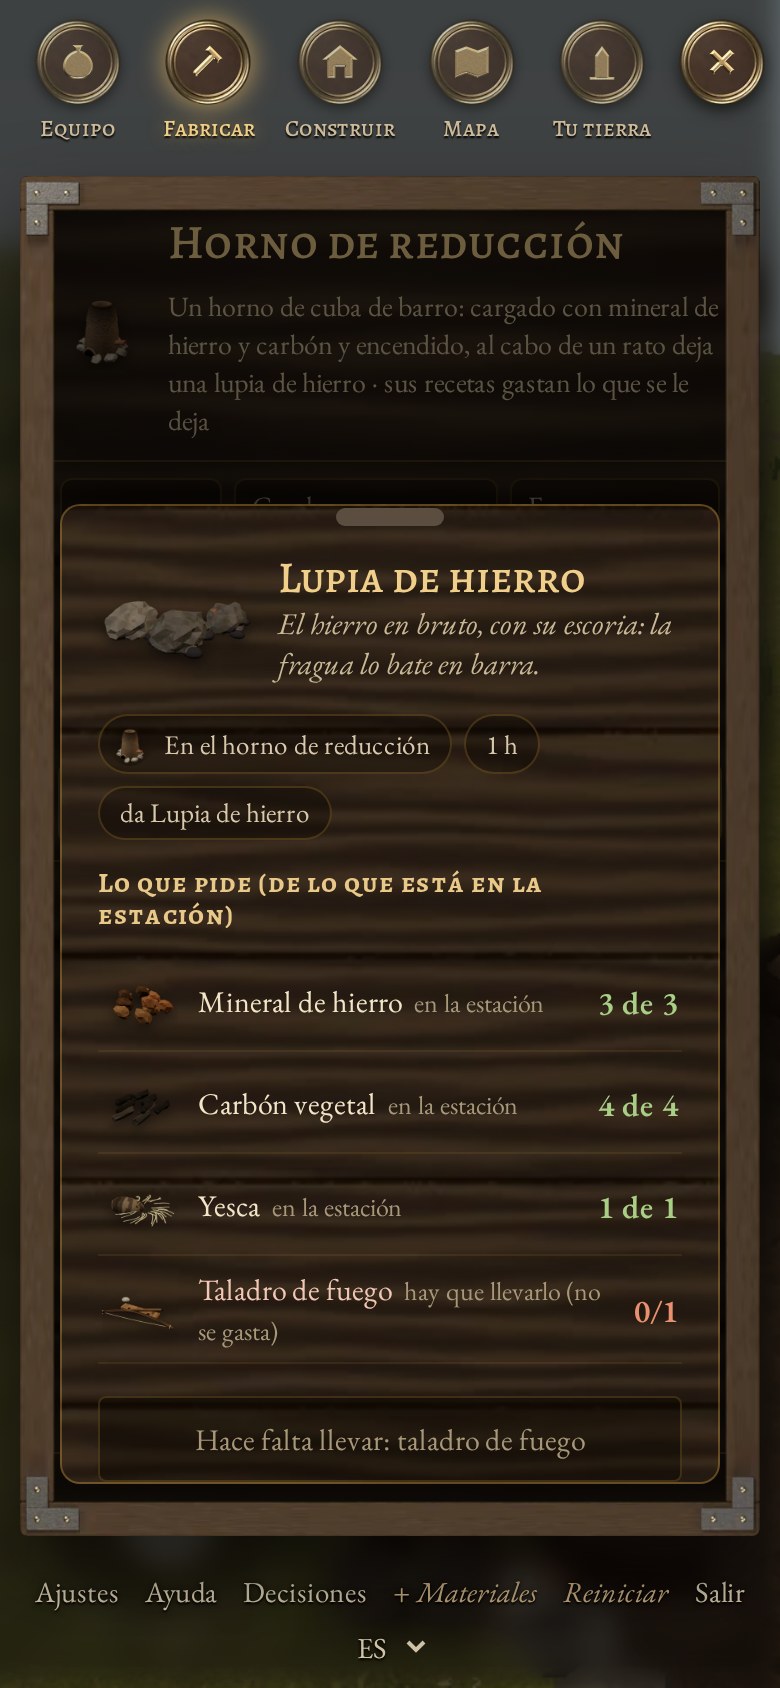 Equipo
Fabricar
Construir
Mapa
Tu tierra
Horno de reducción
Un horno de cuba de barro: cargado con mineral de
hierro y carbón y encendido, al cabo de un rato deja
una lupia de hierro · sus recetas gastan lo que se le
deja
Lupia de hierro
El hierro en bruto, con su escoria: la
fragua lo bate en barra.
En el horno de reducción
1 h
da Lupia de hierro
Lo que pide (de lo que está en la
estación)
Mineral de hierro en la estación 3 de 3
Carbón vegetal en la estación 4 de 4
Yesca en la estación 1 de 1
Taladro de fuego hay que llevarlo (no
se gasta) 0/1
Hace falta llevar: taladro de fuego
Ajustes Ayuda Decisiones + Materiales Reiniciar Salir
ES